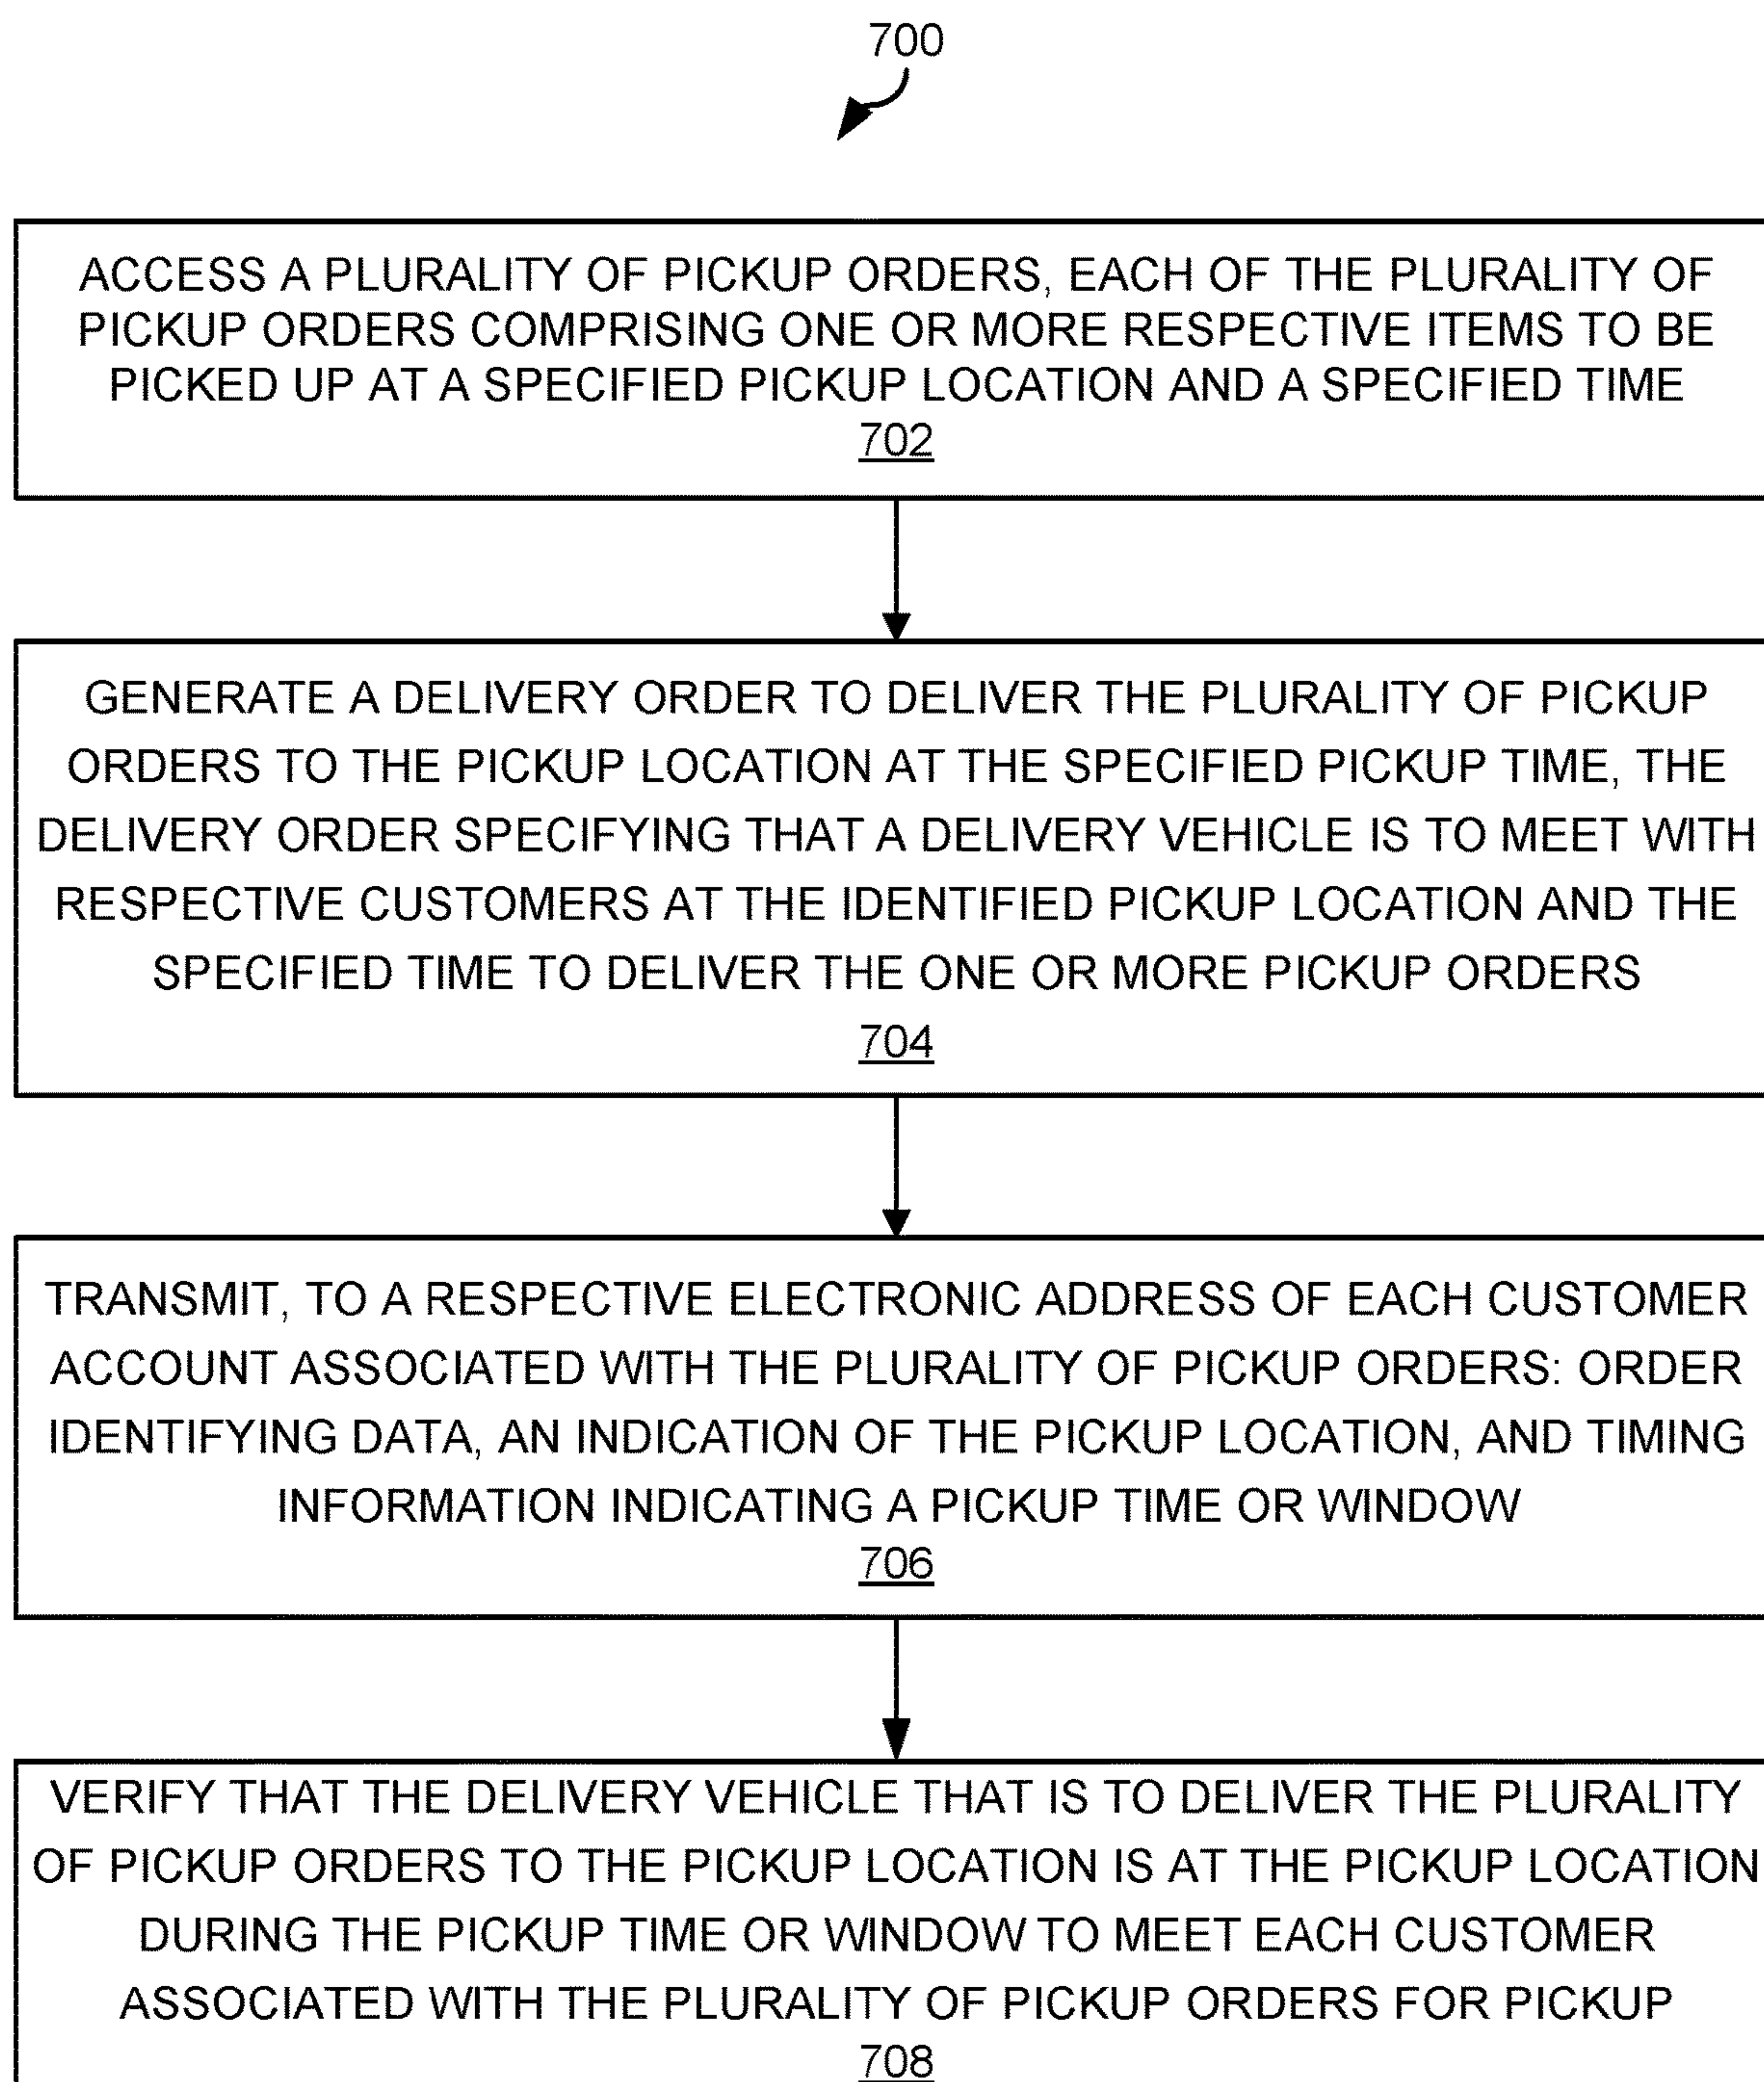 700
ACCESS A PLURALITY OF PICKUP ORDERS, EACH OF THE PLURALITY OF
PICKUP ORDERS COMPRISING ONE OR MORE RESPECTIVE ITEMS TO BE
PICKED UP AT A SPECIFIED PICKUP LOCATION AND A SPECIFIED TIME
702
GENERATE A DELIVERY ORDER TO DELIVER THE PLURALITY OF PICKUP
ORDERS TO THE PICKUP LOCATION AT THE SPECIFIED PICKUP TIME, THE
DELIVERY ORDER SPECIFYING THAT A DELIVERY VEHICLE IS TO MEET WITH
RESPECTIVE CUSTOMERS AT THE IDENTIFIED PICKUP LOCATION AND THE
SPECIFIED TIME TO DELIVER THE ONE OR MORE PICKUP ORDERS
704
TRANSMIT, TO A RESPECTIVE ELECTRONIC ADDRESS OF EACH CUSTOMER
ACCOUNT ASSOCIATED WITH THE PLURALITY OF PICKUP ORDERS: ORDER
IDENTIFYING DATA, AN INDICATION OF THE PICKUP LOCATION, AND TIMING
INFORMATION INDICATING A PICKUP TIME OR WINDOW
706
VERIFY THAT THE DELIVERY VEHICLE THAT IS TO DELIVER THE PLURALITY
OF PICKUP ORDERS TO THE PICKUP LOCATION IS AT THE PICKUP LOCATION
DURING THE PICKUP TIME OR WINDOW TO MEET EACH CUSTOMER
ASSOCIATED WITH THE PLURALITY OF PICKUP ORDERS FOR PICKUP
708